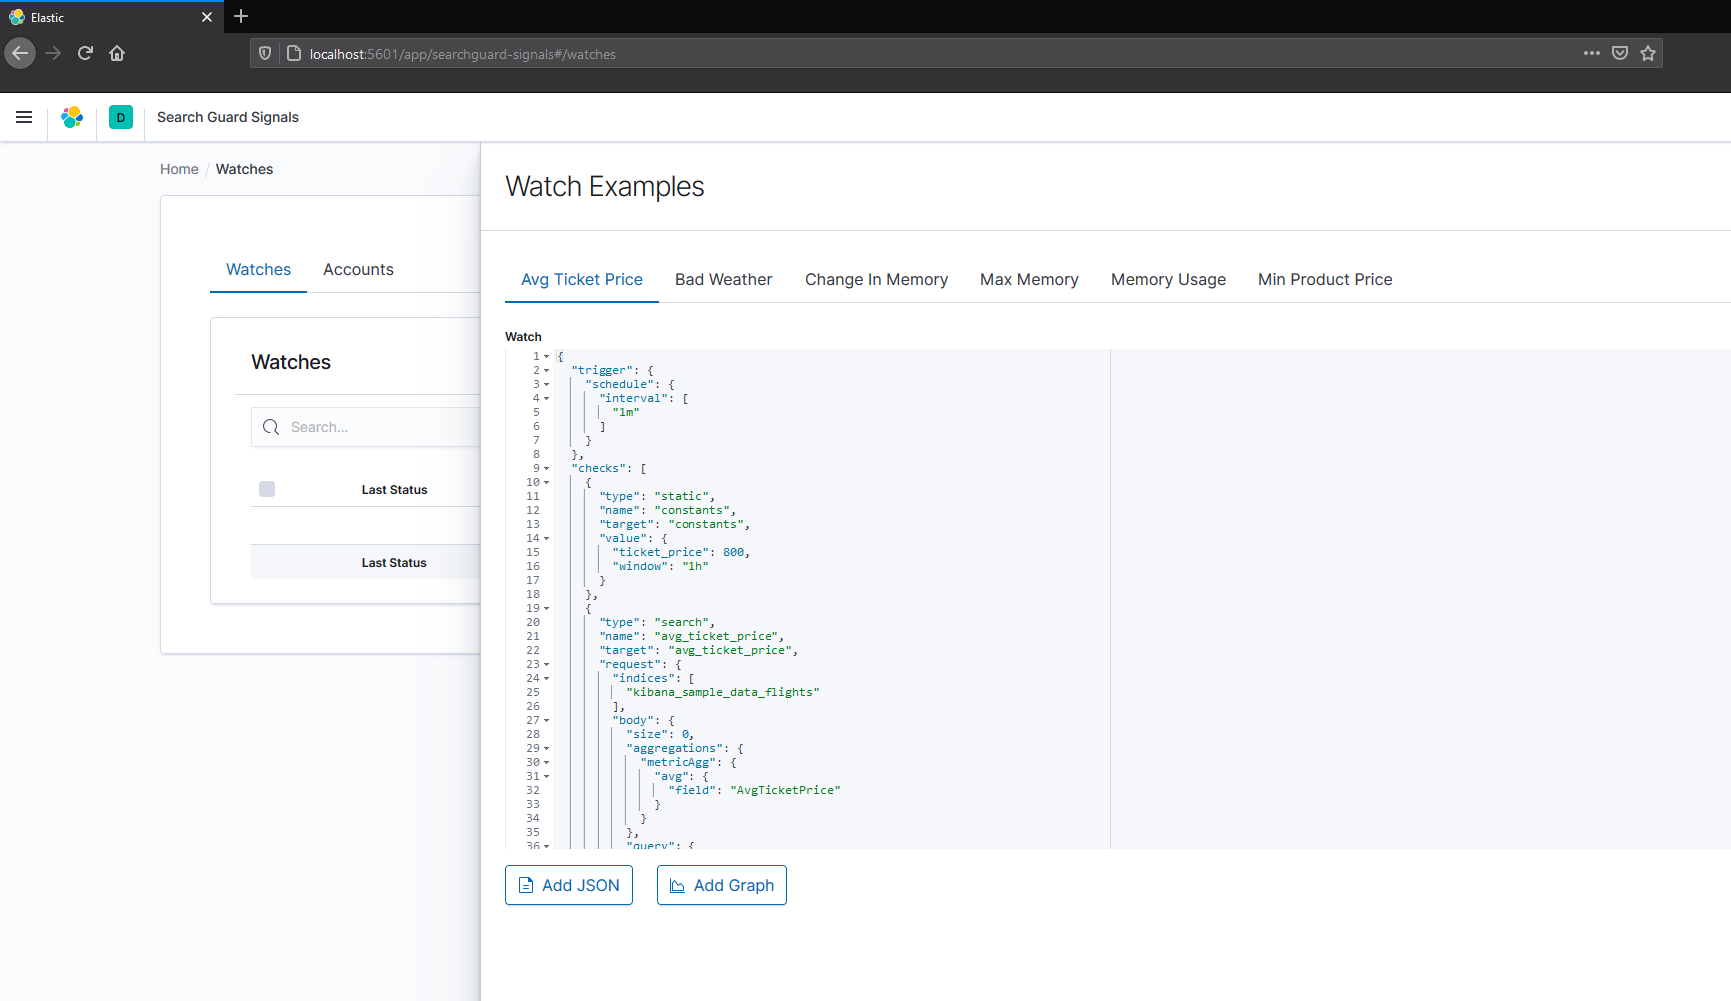 Elastic
localhost:5601/app/searchguard-signals#/watches
D
Search Guard Signals
Home / Watches
Watches Accounts
Watches
Search...
Last Status
Last Status
Watch Examples
Avg Ticket Price Bad Weather Change In Memory Max Memory Memory Usage Min Product Price
Watch
1 {
2 "trigger": {
3 "schedule": {
4 "interval": [
5 "1m"
6 ]
7 }
8 },
9 "checks": [
10 {
11 "type": "static",
12 "name": "constants",
13 "target": "constants",
14 "value": {
15 "ticket_price": 800,
16 "window": "1h"
17 }
18 },
19 {
20 "type": "search",
21 "name": "avg_ticket_price",
22 "target": "avg_ticket_price",
23 "request": {
24 "indices": [
25 "kibana_sample_data_flights"
26 ],
27 "body": {
28 "size": 0,
29 "aggregations": {
30 "metricAgg": {
31 "avg": {
32 "field": "AvgTicketPrice"
33 }
34 }
35 },
36 "query": {
Add JSON Add Graph